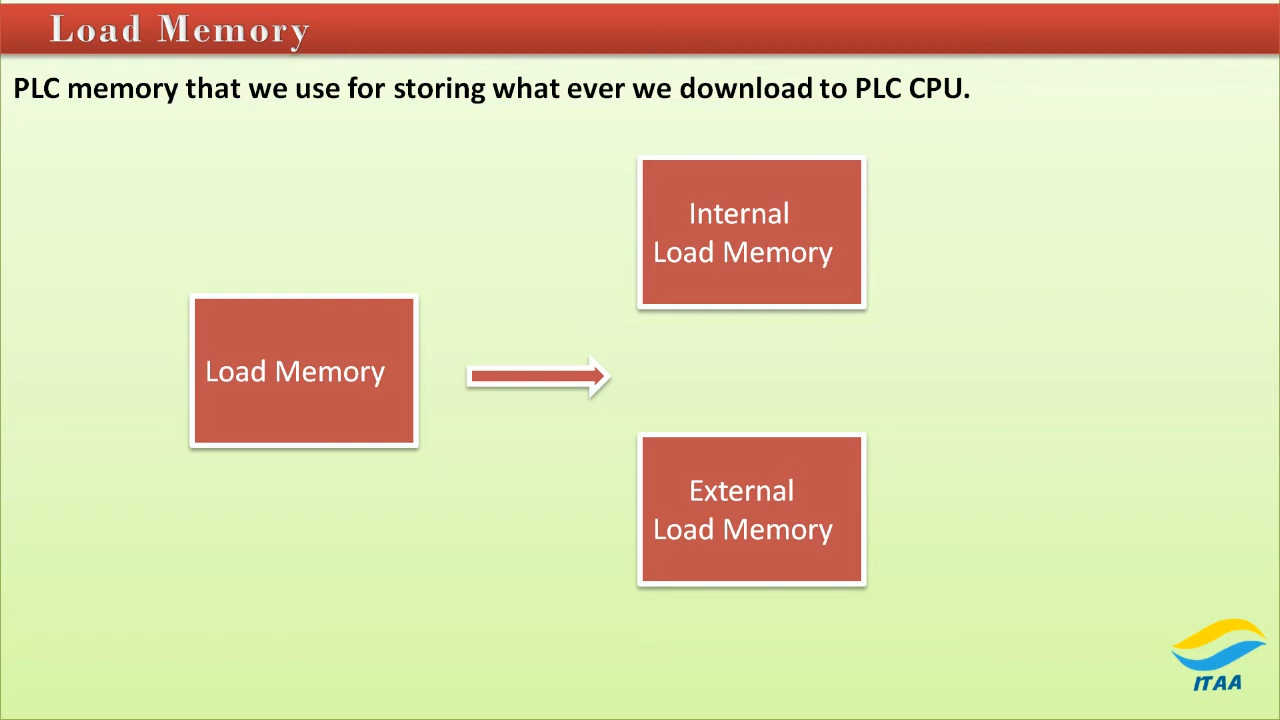 Load Memory
PLC memory that we use for storing what ever we download to PLC CPU.
Internal
Load Memory
Load Memory
External
Load Memory
ITAA